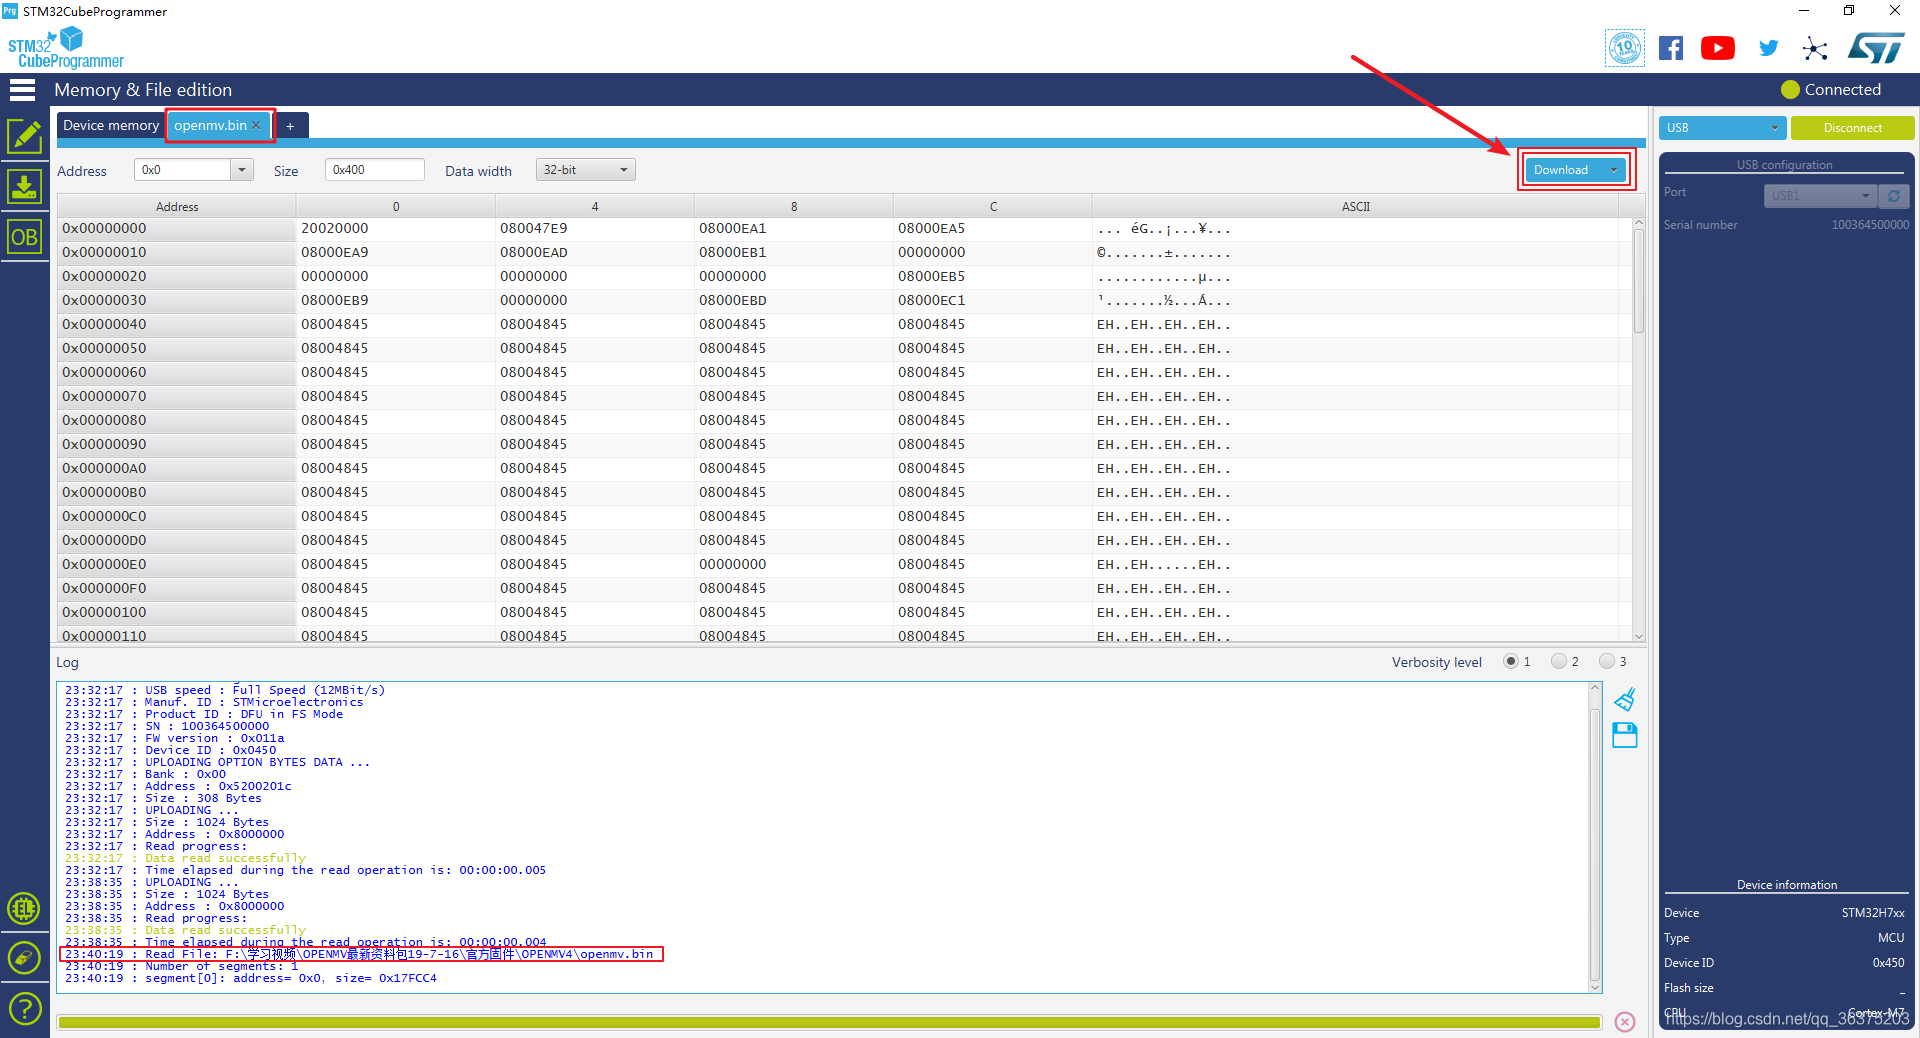 Prg STM32CubeProgrammer
STM32
CubeProgrammer
10
Memory & File edition
Connected
Device memory openmv.bin × +
USB Disconnect
Address 0x0 Size 0x400 Data width 32-bit Download
USB configuration
Port USB1
Serial number 100364500000
OB
Address 0 4 8 C ASCII
0x00000000 20020000 080047E9 08000EA1 08000EA5 ... éG..¡...¥...
0x00000010 08000EA9 08000EAD 08000EB1 00000000 ©.......±.......
0x00000020 00000000 00000000 00000000 08000EB5 ............µ...
0x00000030 08000EB9 00000000 08000EBD 08000EC1 ¹.......½...Á...
0x00000040 08004845 08004845 08004845 08004845 EH..EH..EH..EH..
0x00000050 08004845 08004845 08004845 08004845 EH..EH..EH..EH..
0x00000060 08004845 08004845 08004845 08004845 EH..EH..EH..EH..
0x00000070 08004845 08004845 08004845 08004845 EH..EH..EH..EH..
0x00000080 08004845 08004845 08004845 08004845 EH..EH..EH..EH..
0x00000090 08004845 08004845 08004845 08004845 EH..EH..EH..EH..
0x000000A0 08004845 08004845 08004845 08004845 EH..EH..EH..EH..
0x000000B0 08004845 08004845 08004845 08004845 EH..EH..EH..EH..
0x000000C0 08004845 08004845 08004845 08004845 EH..EH..EH..EH..
0x000000D0 08004845 08004845 08004845 08004845 EH..EH..EH..EH..
0x000000E0 08004845 08004845 00000000 08004845 EH..EH......EH..
0x000000F0 08004845 08004845 08004845 08004845 EH..EH..EH..EH..
0x00000100 08004845 08004845 08004845 08004845 EH..EH..EH..EH..
0x00000110 08004845 08004845 08004845 08004845 EH..EH..EH..EH..
Log Verbosity level 1 2 3
23:32:17 : USB speed : Full Speed (12MBit/s)
23:32:17 : Manuf. ID : STMicroelectronics
23:32:17 : Product ID : DFU in FS Mode
23:32:17 : SN : 100364500000
23:32:17 : FW version : 0x011a
23:32:17 : Device ID : 0x0450
23:32:17 : UPLOADING OPTION BYTES DATA ...
23:32:17 : Bank : 0x00
23:32:17 : Address : 0x5200201c
23:32:17 : Size : 308 Bytes
23:32:17 : UPLOADING ...
23:32:17 : Size : 1024 Bytes
23:32:17 : Address : 0x8000000
23:32:17 : Read progress:
23:32:17 : Data read successfully
23:32:17 : Time elapsed during the read operation is: 00:00:00.005
23:38:35 : UPLOADING ...
23:38:35 : Size : 1024 Bytes
23:38:35 : Address : 0x8000000
23:38:35 : Read progress:
23:38:35 : Data read successfully
23:38:35 : Time elapsed during the read operation is: 00:00:00.004
23:40:19 : Read File: F:\学习视频\OPENMV最新资料包19-7-16\官方固件\OPENMV4\openmv.bin
23:40:19 : Number of segments: 1
23:40:19 : segment[0]: address= 0x0, size= 0x17FCC4
EL
?
Device information
Device STM32H7xx
Type MCU
Device ID 0x450
Flash size _
CPU Cortex-M7
https://blog.csdn.net/qq_36375203